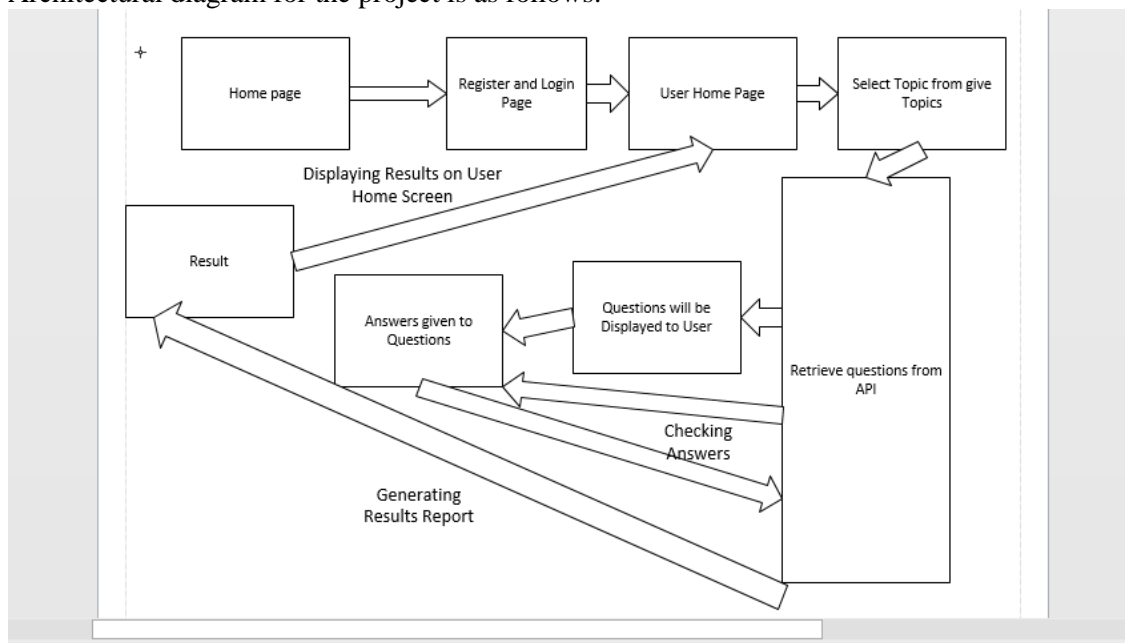 Architectural diagram for the project is as follows:
Home page
Register and Login
Page
User Home Page
Select Topic from give
Topics
Displaying Results on User
Home Screen
Result
Answers given to
Questions
Questions will be
Displayed to User
Retrieve questions from
API
Checking
Answers
Generating
Results Report